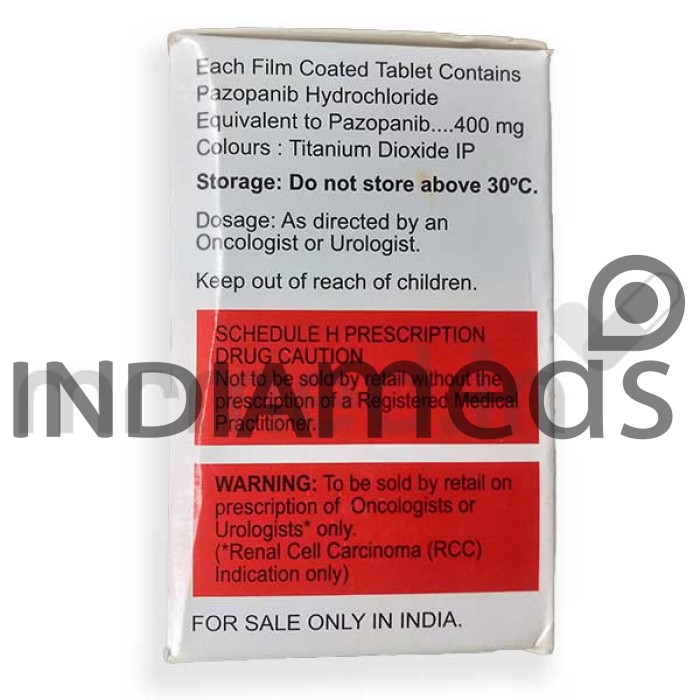 Each Film Coated Tablet Contains
Pazopanib Hydrochloride
Equivalent to Pazopanib....400 mg
Colours : Titanium Dioxide IP
Storage: Do not store above 30ºC.
Dosage: As directed by an
Oncologist or Urologist.
Keep out of reach of children.
SCHEDULE H PRESCRIPTION
DRUG CAUTION
Not to be sold by retail without the
prescription of a Registered Medical
Practitioner.
INDIAmeds
WARNING: To be sold by retail on
prescription of Oncologists or
Urologists* only.
(*Renal Cell Carcinoma (RCC)
Indication only)
FOR SALE ONLY IN INDIA.